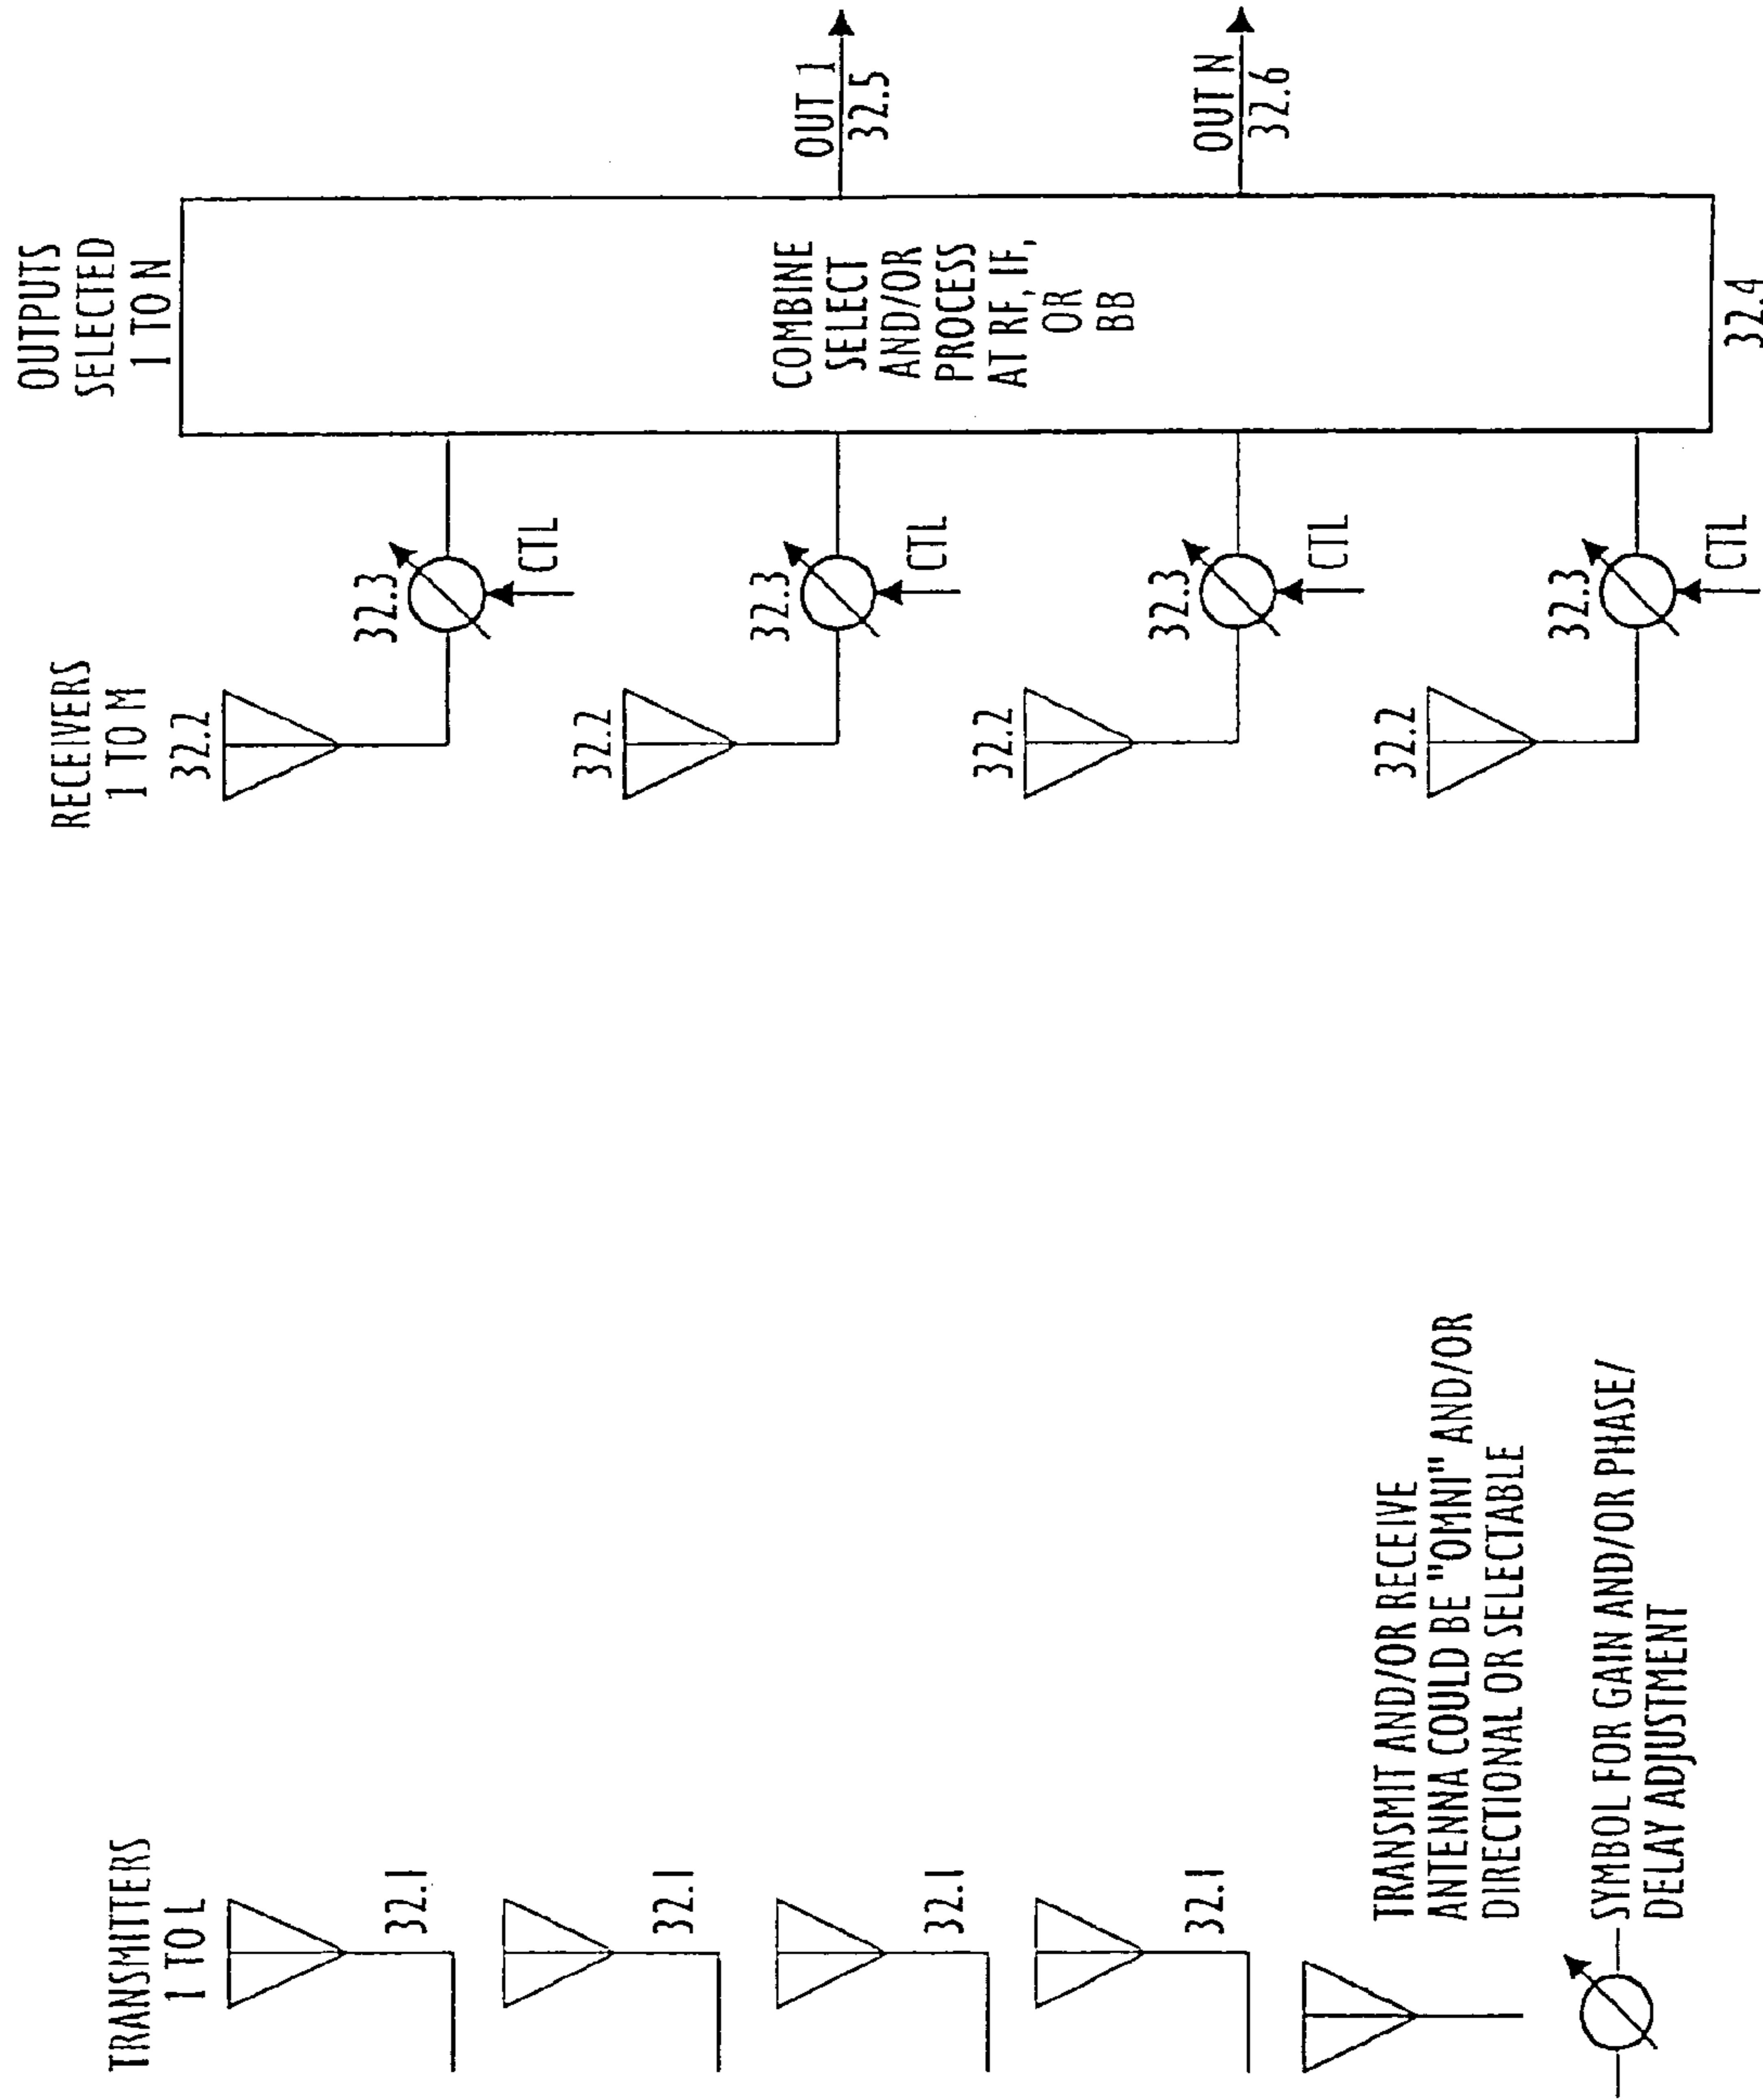 TRANSMITTERS
1 TO L
32.1
32.1
32.1
32.1
TRANSMIT AND/OR RECEIVE
ANTENNA COULD BE "OMNI" AND/OR
DIRECTIONAL OR SELECTABLE
SYMBOL FOR GAIN AND/OR PHASE/
DELAY ADJUSTMENT
RECEIVERS
1 TO M
32.2
32.3
CTL
32.2
32.3
CTL
32.2
32.3
CTL
32.2
32.3
CTL
OUTPUTS
SELECTED
1 TO N
COMBINE
SELECT
AND/OR
PROCESS
AT RF, IF,
OR
BB
32.4
OUT 1
32.5
OUT N
32.6